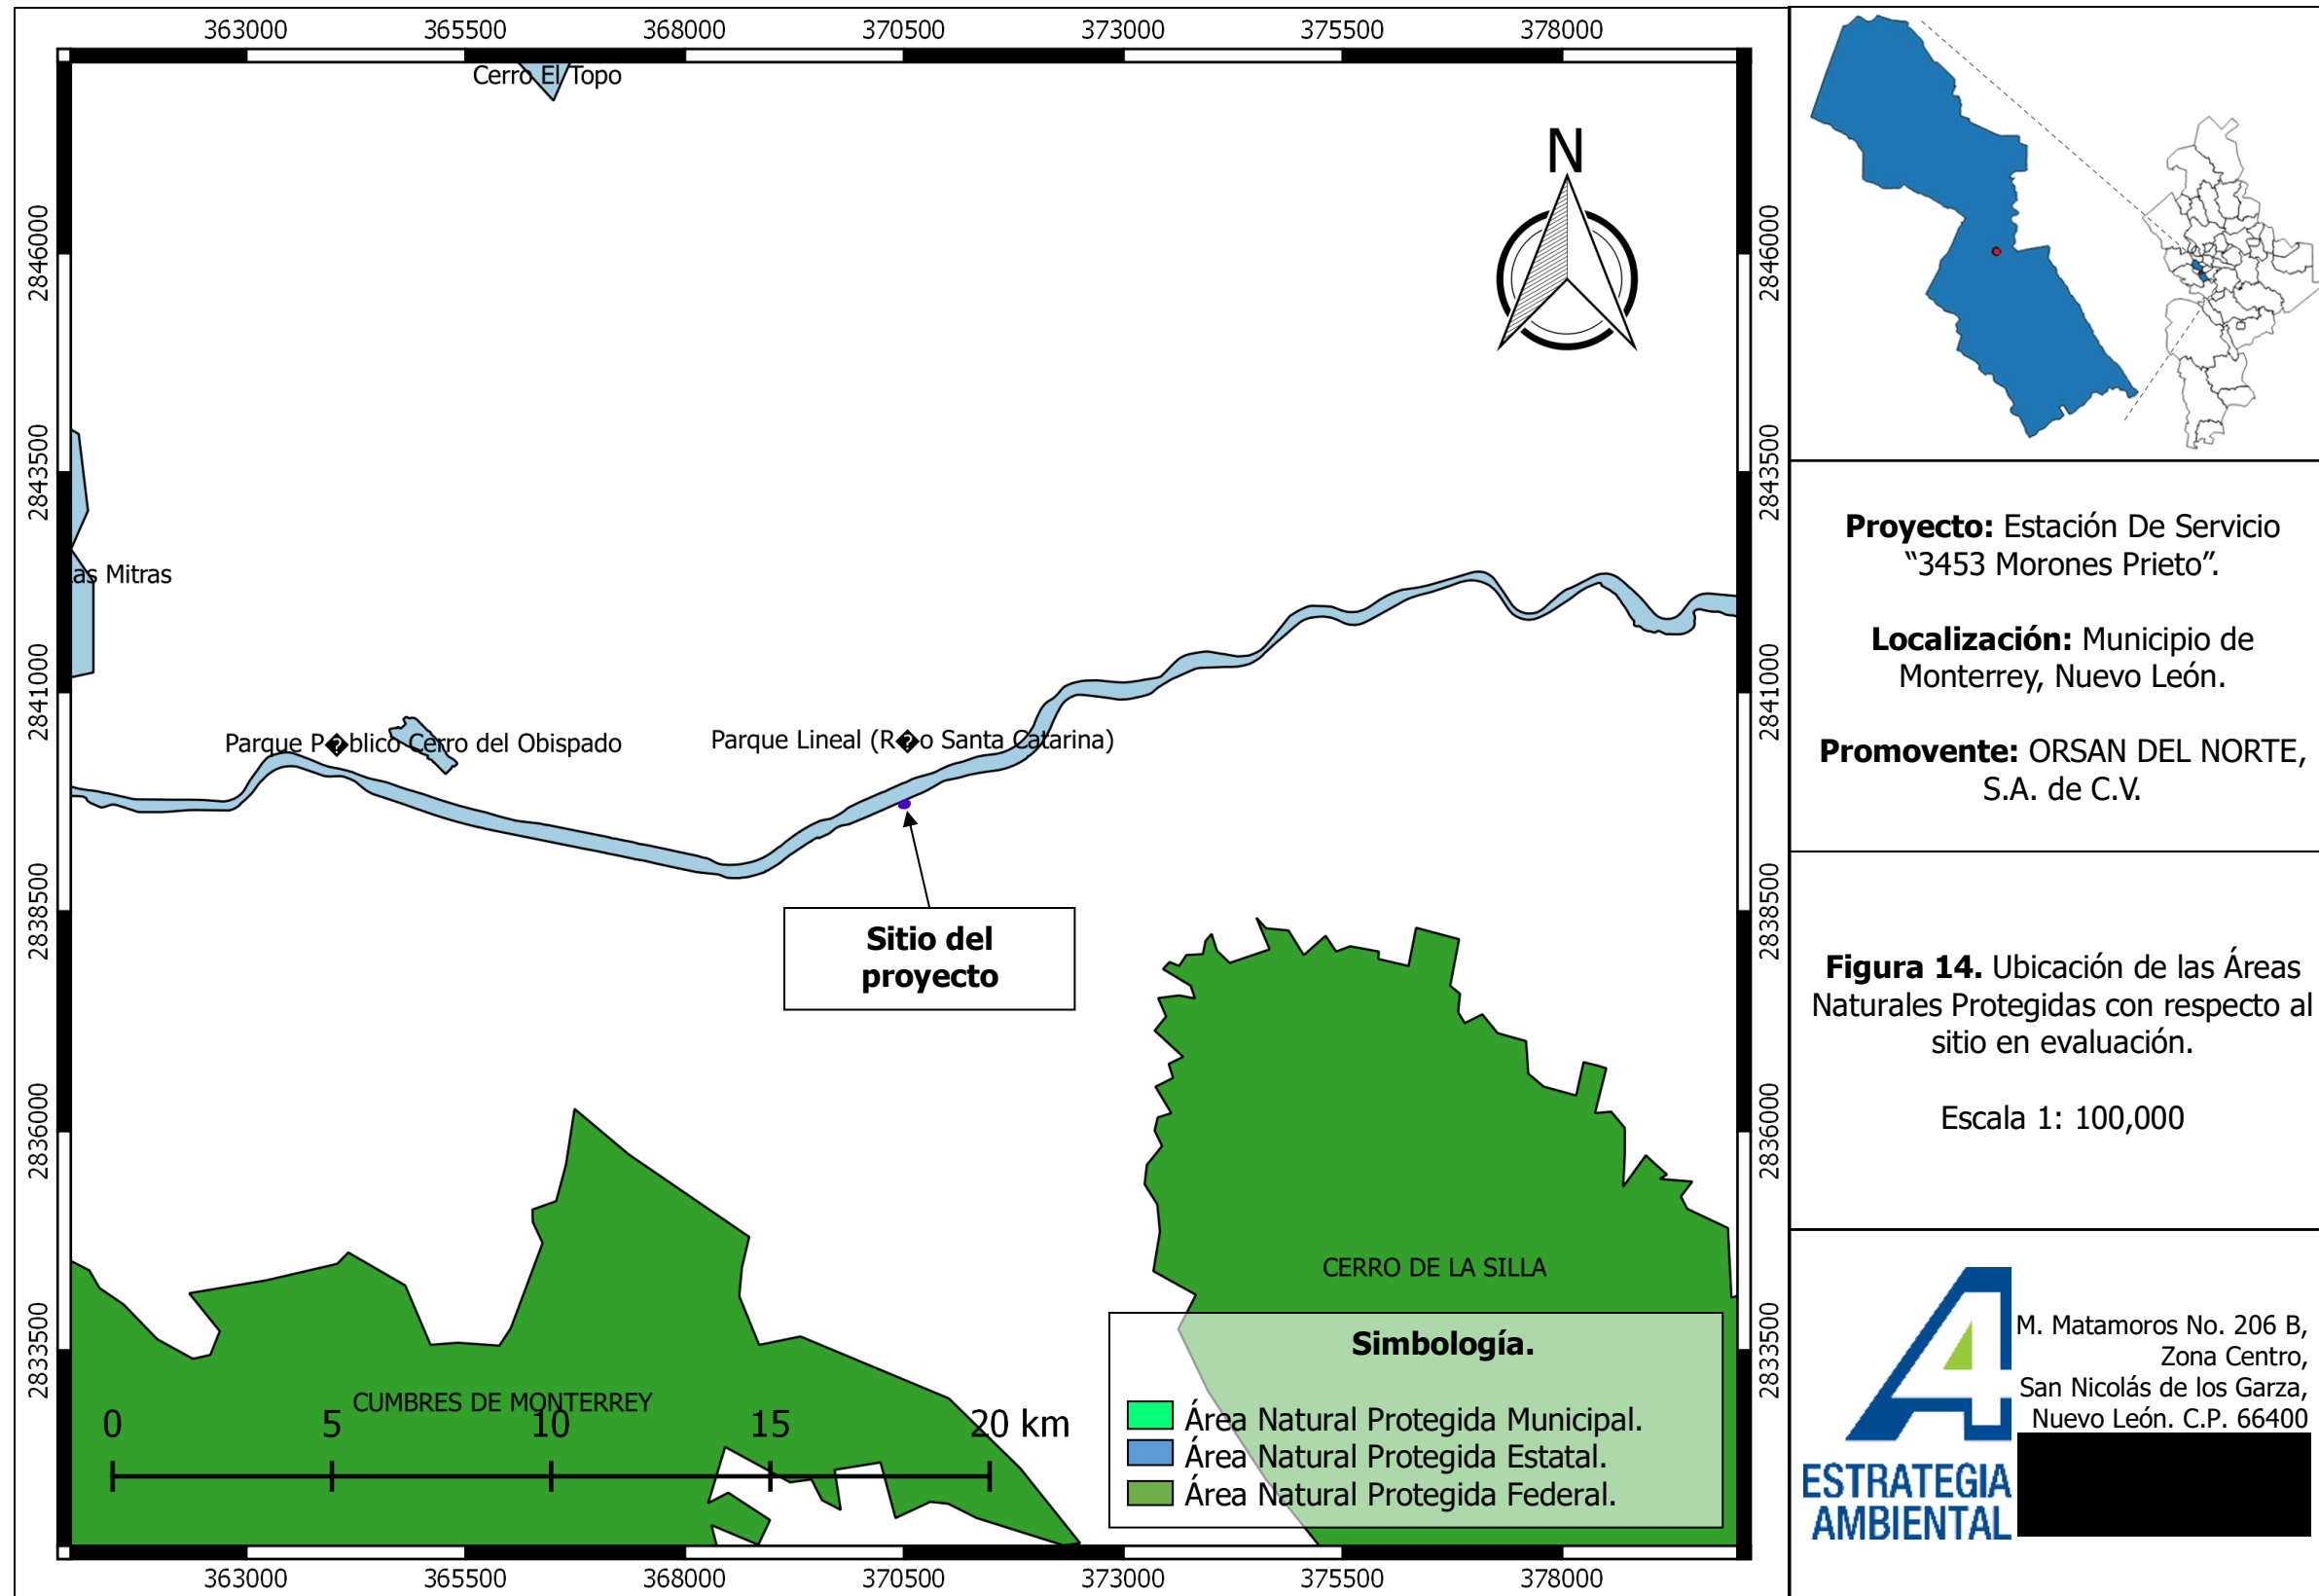 363000 365500 368000 370500 373000 375500 378000
Cerro El Topo
N
2846000 2846000
2843500 2843500
as Mitras
2841000 2841000
Parque P�blico Cerro del Obispado
Parque Lineal (R�o Santa Catarina)
2838500 2838500
Sitio del
proyecto
2836000 2836000
CERRO DE LA SILLA
2833500 2833500
CUMBRES DE MONTERREY
0 5 10 15 20 km
Simbología.
Área Natural Protegida Municipal.
Área Natural Protegida Estatal.
Área Natural Protegida Federal.
363000 365500 368000 370500 373000 375500 378000
Proyecto: Estación De Servicio
“3453 Morones Prieto”.
Localización: Municipio de
Monterrey, Nuevo León.
Promovente: ORSAN DEL NORTE,
S.A. de C.V.
Figura 14. Ubicación de las Áreas
Naturales Protegidas con respecto al
sitio en evaluación.
Escala 1: 100,000
M. Matamoros No. 206 B,
Zona Centro,
San Nicolás de los Garza,
Nuevo León. C.P. 66400
ESTRATEGIA
AMBIENTAL